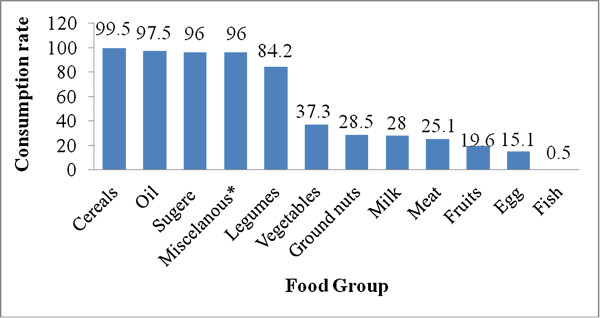 120
100
80
60
40
20
0
Consumption rate
99.5 97.5 96 96 84.2 37.3 28.5 28 25.1 19.6 15.1 0.5
Cereals
Oil
Sugere
Miscelanous*
Legumes
Vegetables
Ground nuts
Milk
Meat
Fruits
Egg
Fish
Food Group